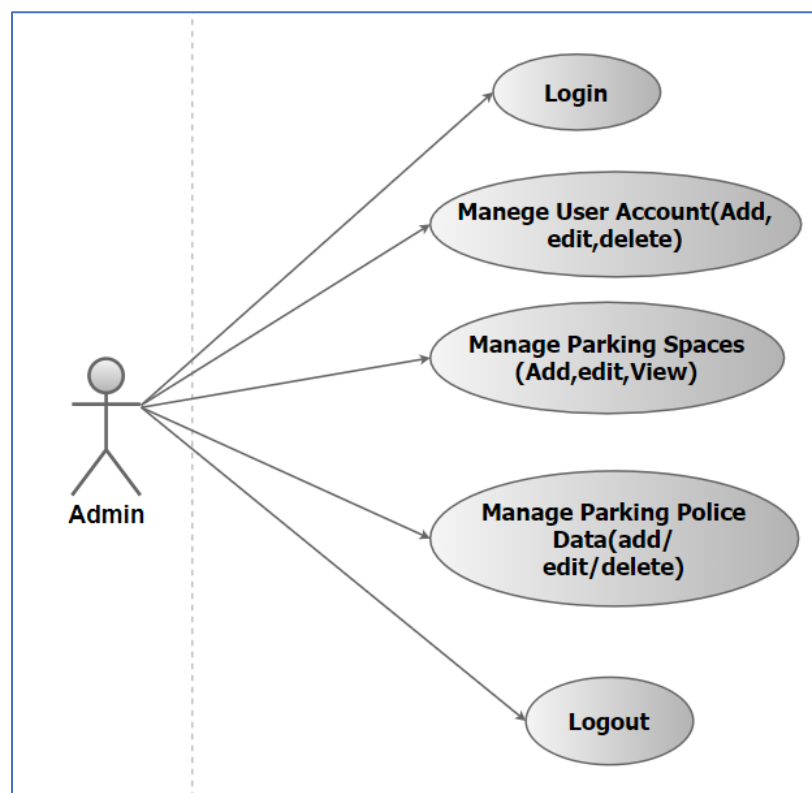 Login
Manege User Account(Add,
edit,delete)
Manage Parking Spaces
(Add,edit,View)
Admin
Manage Parking Police
Data(add/
edit/delete)
Logout